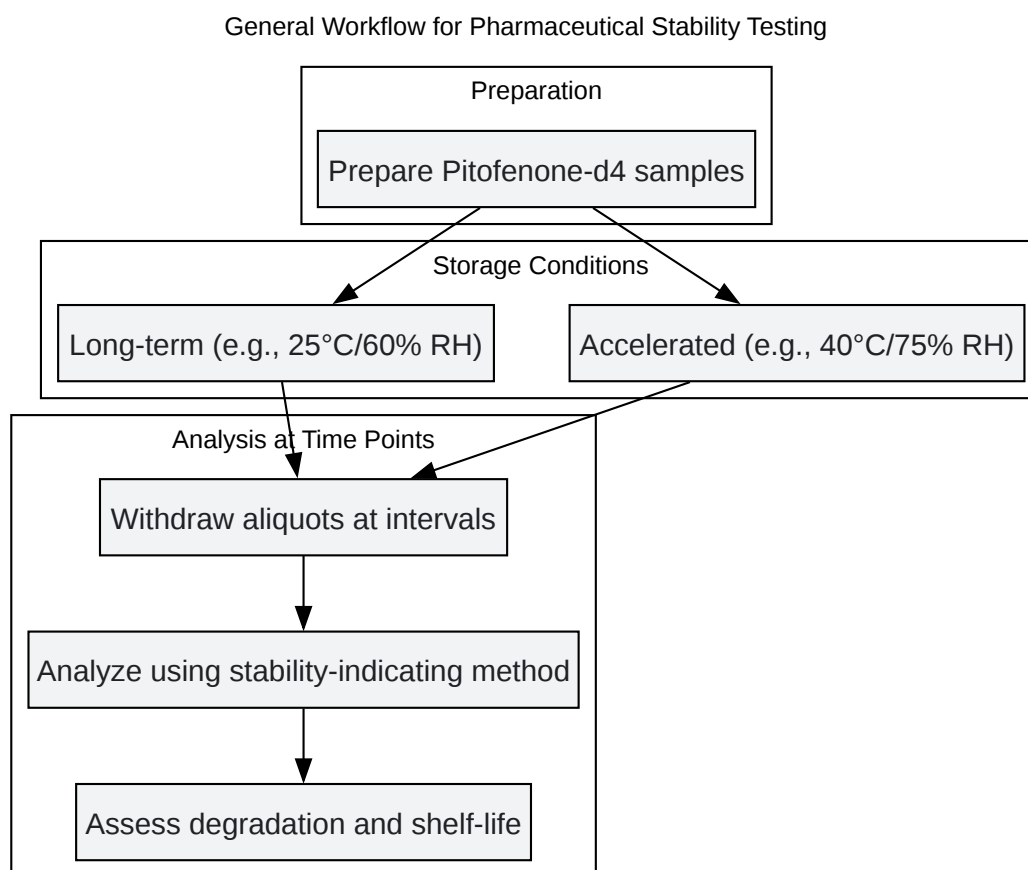 General Workflow for Pharmaceutical Stability Testing
Preparation
Prepare Pitofenone-d4 samples
Storage Conditions
Long-term (e.g., 25°C/60% RH)
Accelerated (e.g., 40°C/75% RH)
Analysis at Time Points
Withdraw aliquots at intervals
Analyze using stability-indicating method
Assess degradation and shelf-life